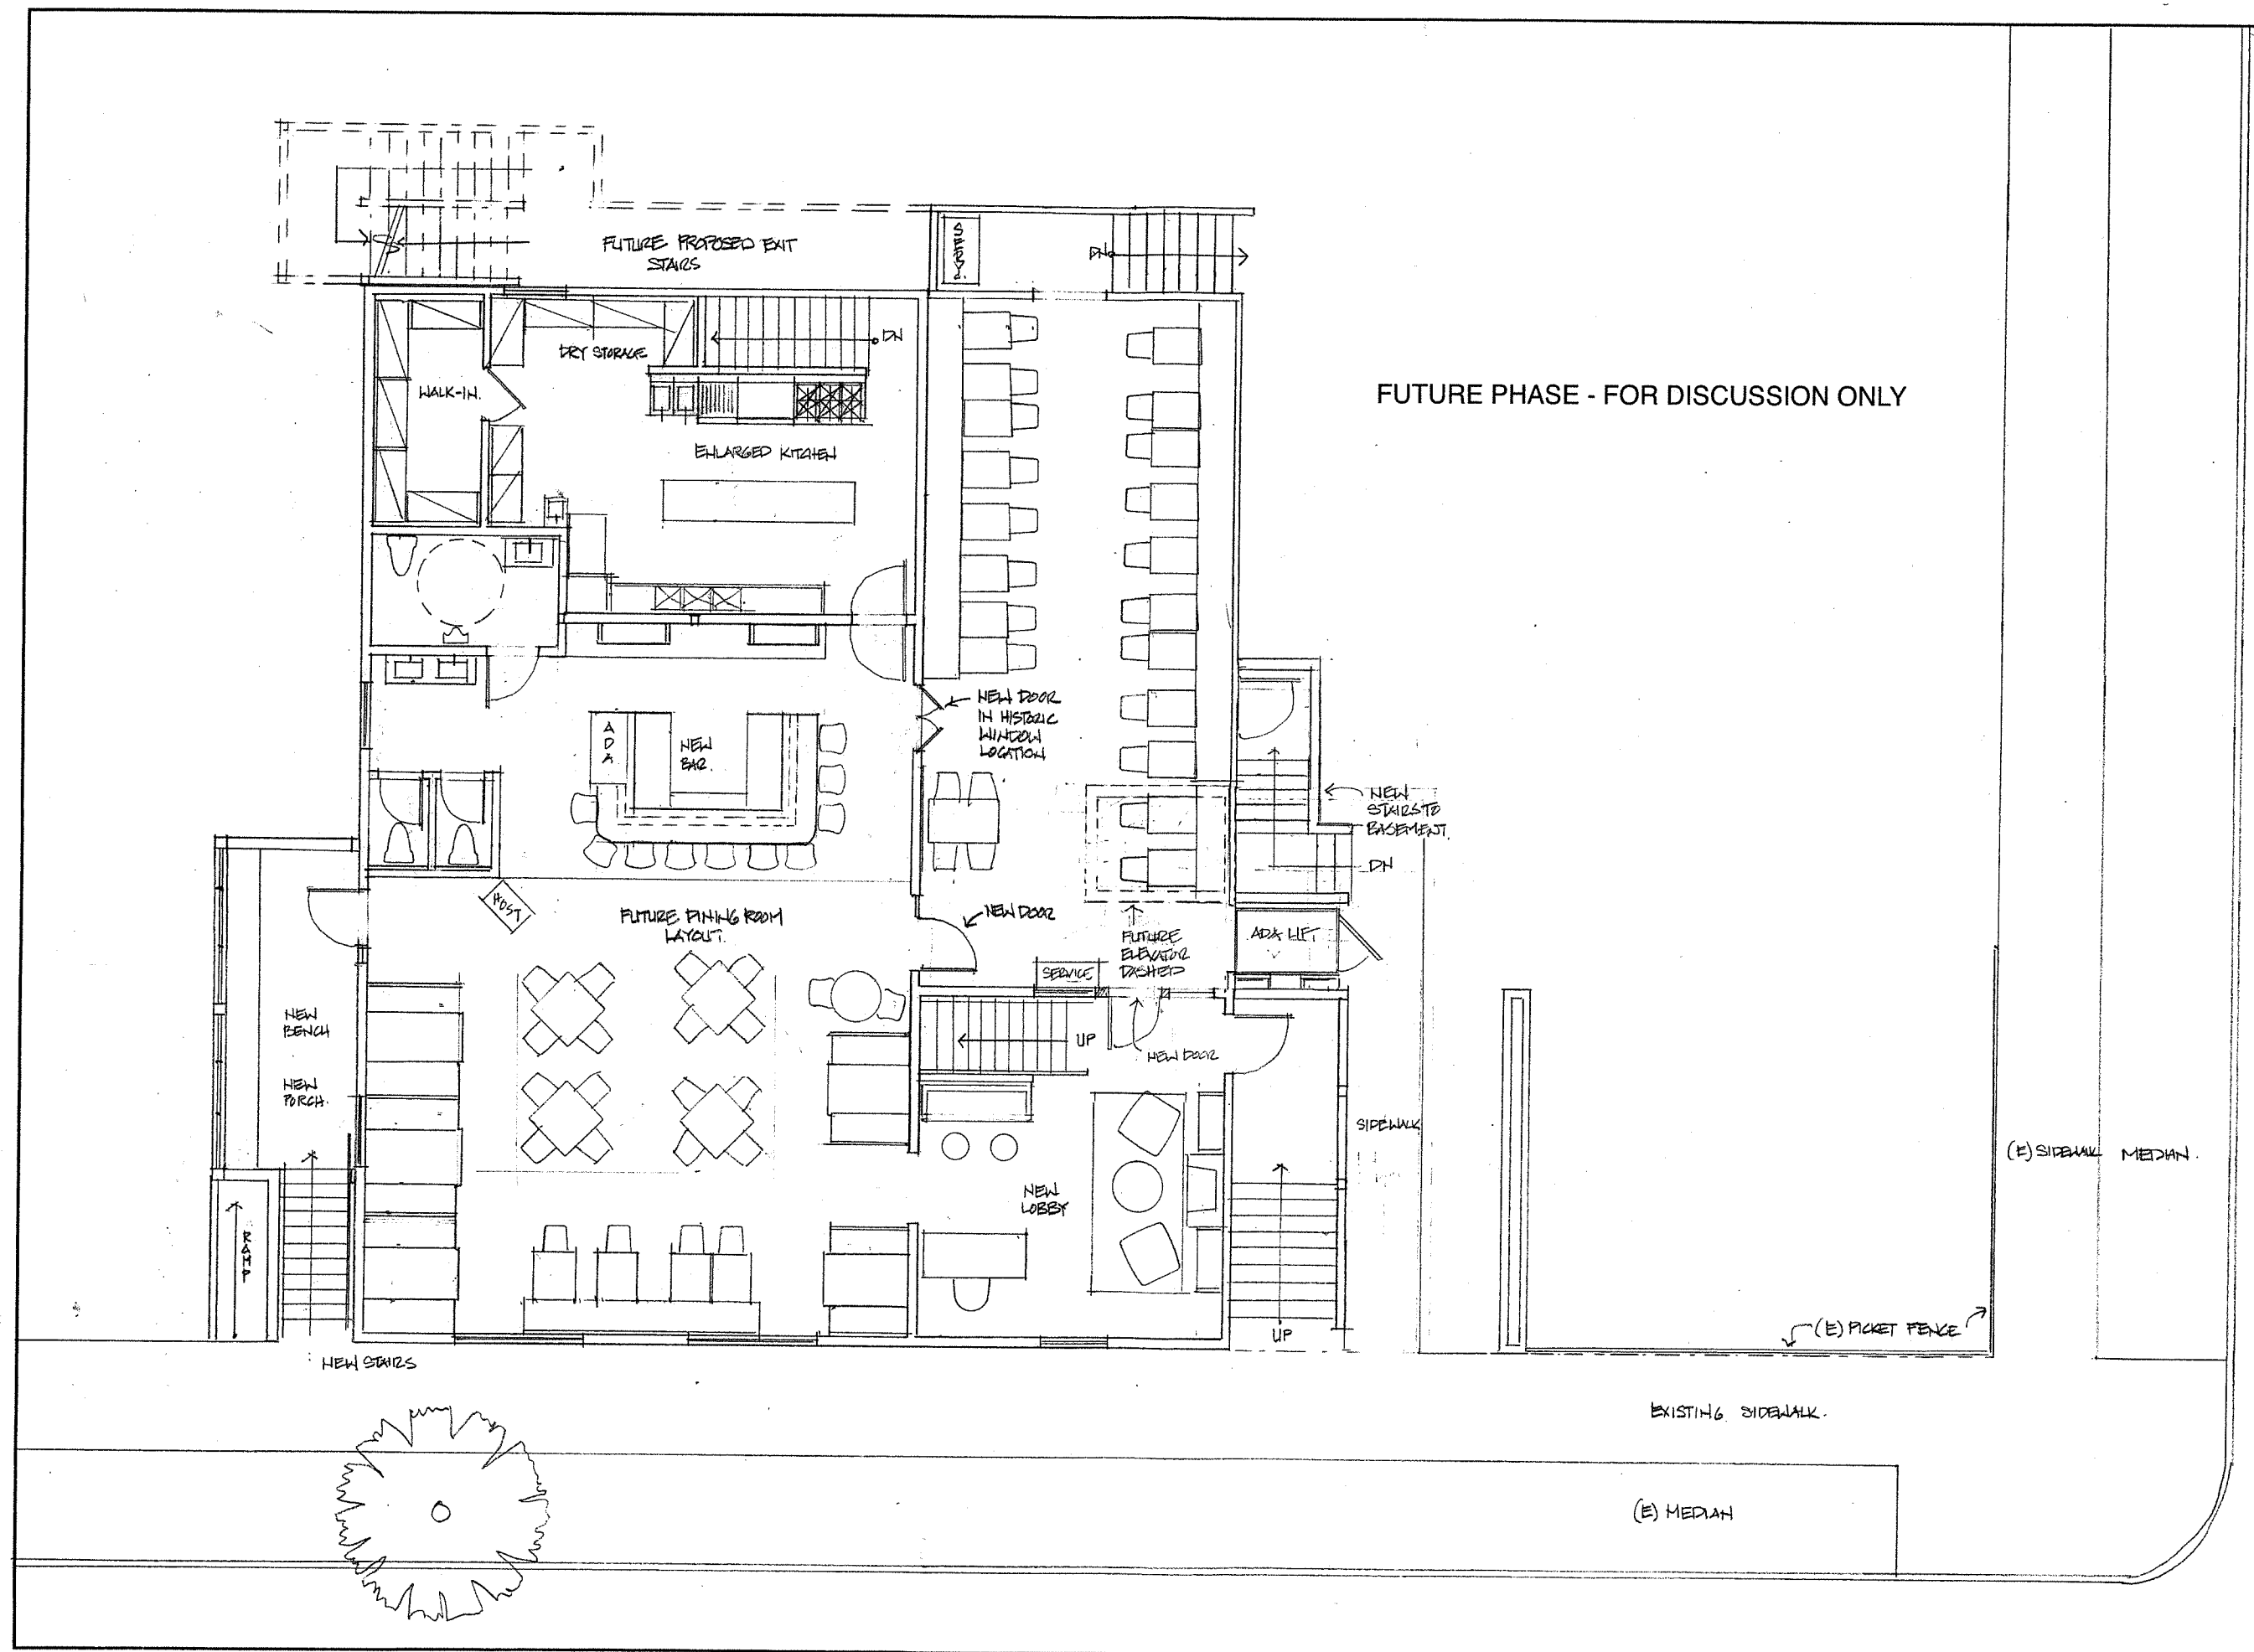 FUTURE PROPOSED EXIT
STAIRS
SERV.
DN
DRY STORAGE
DN
WALK-IN.
FUTURE PHASE - FOR DISCUSSION ONLY
ENLARGED KITCHEN
NEW DOOR
IN HISTORIC
WINDOW
LOCATION
ADA
NEW
BAR.
NEW
STAIRS TO
BASEMENT.
DN
HOST
FUTURE DINING ROOM
LAYOUT.
NEW DOOR
FUTURE
ELEVATOR
DASHED
ADA LIFT
SERVICE
NEW
BENCH
UP
NEW DOOR
NEW
PORCH.
SIDEWALK
(E) SIDEWALK
MEDIAN.
NEW
LOBBY
RAMP
UP
(E) PICKET FENCE
NEW STAIRS
EXISTING SIDEWALK.
(E) MEDIAN